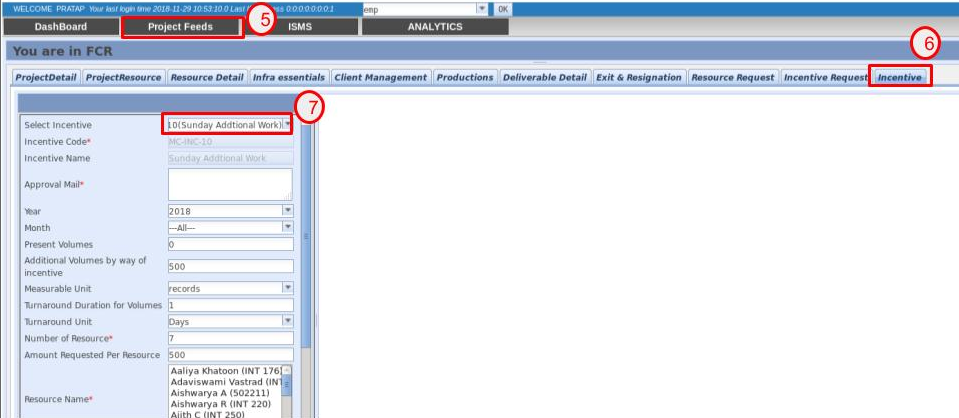 WELCOME PRATAP Your last login time 2018-11-29 10:53:10.0 Last ss 0:0:0:0:0:0:0:1 emp OK
5
DashBoard Project Feeds ISMS ANALYTICS
6
You are in FCR
ProjectDetail ProjectResource Resource Detail Infra essentials Client Management Productions Deliverable Detail Exit & Resignation Resource Request Incentive Request Incentive
7
Select Incentive 10(Sunday Addtional Work)
Incentive Code* MC-INC-10
Incentive Name Sunday Addtional Work
Approval Mail*
Year 2018
Month ---All---
Present Volumes 0
Additional Volumes by way of
incentive 500
Measurable Unit records
Turnaround Duration for Volumes 1
Turnaround Unit Days
Number of Resource* 7
Amount Requested Per Resource 500
Aaliya Khatoon (INT 176)
Adaviswami Vastrad (INT
Resource Name* Aishwarya A (502211)
Aishwarya R (INT 220)
Ajith C (INT 250)